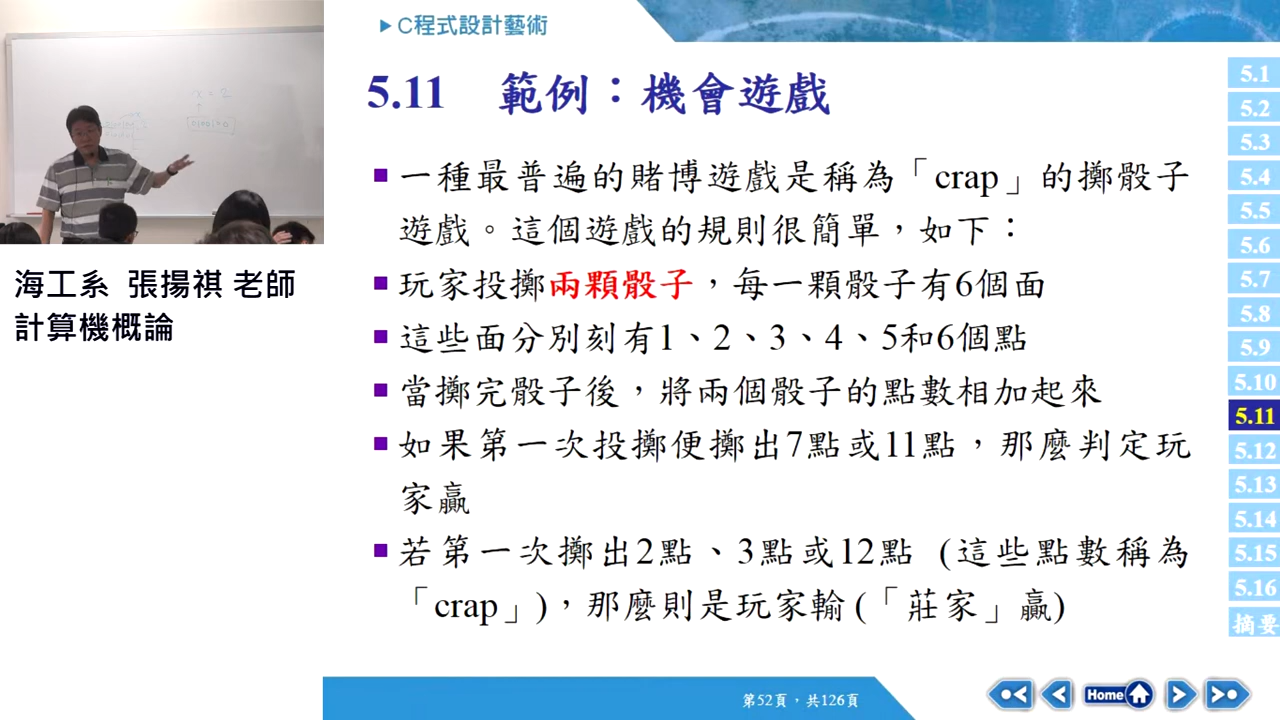 C程式設計藝術
5.11 範例：機會遊戲
一種最普遍的賭博遊戲是稱為「crap」的擲骰子
遊戲。這個遊戲的規則很簡單，如下：
玩家投擲兩顆骰子，每一顆骰子有6個面
這些面分別刻有1、2、3、4、5和6個點
當擲完骰子後，將兩個骰子的點數相加起來
如果第一次投擲便擲出7點或11點，那麼判定玩
家贏
若第一次擲出2點、3點或12點 (這些點數稱為
「crap」)，那麼則是玩家輸 (「莊家」贏)
海工系 張揚祺 老師
計算機概論
x = 2
5.1
5.2
5.3
5.4
5.5
5.6
5.7
5.8
5.9
5.10
5.11
5.12
5.13
5.14
5.15
5.16
摘要
第52頁，共126頁
Home